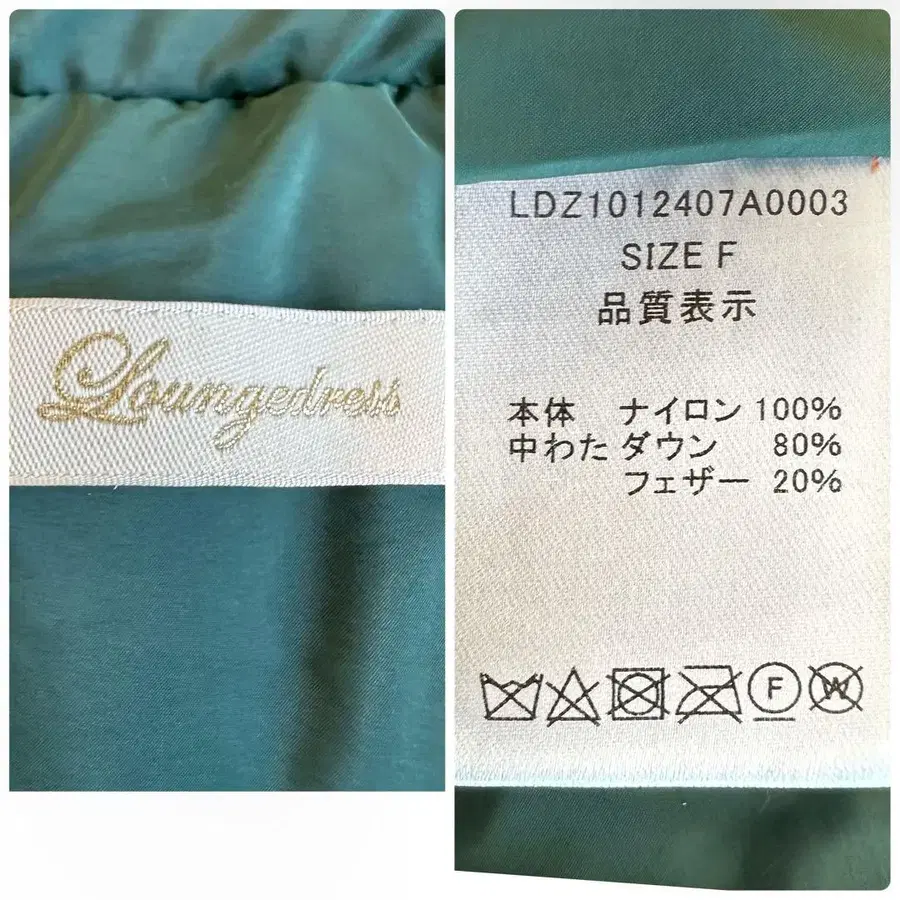 Loungedress
LDZ1012407A0003
SIZE F
品質表示
本体 ナイロン 100%
中わた ダウン 80%
フェザー 20%
F
W